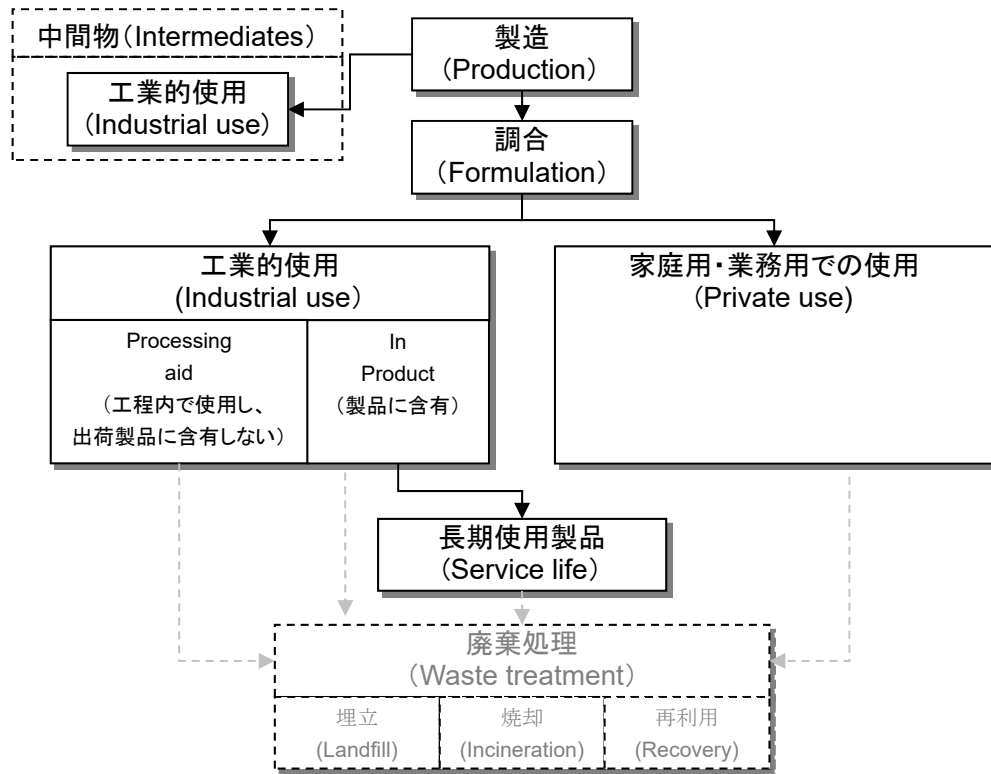 中間物（Intermediates）
工業的使用
（Industrial use）
製造
（Production）
調合
（Formulation）
工業的使用
(Industrial use）
Processing
aid
（工程内で使用し、
出荷製品に含有しない）
In
Product
（製品に含有）
家庭用・業務用での使用
（Private use)
長期使用製品
（Service life）
廃棄処理
（Waste treatment）
埋立
(Landfill)
焼却
(Incineration)
再利用
(Recovery)